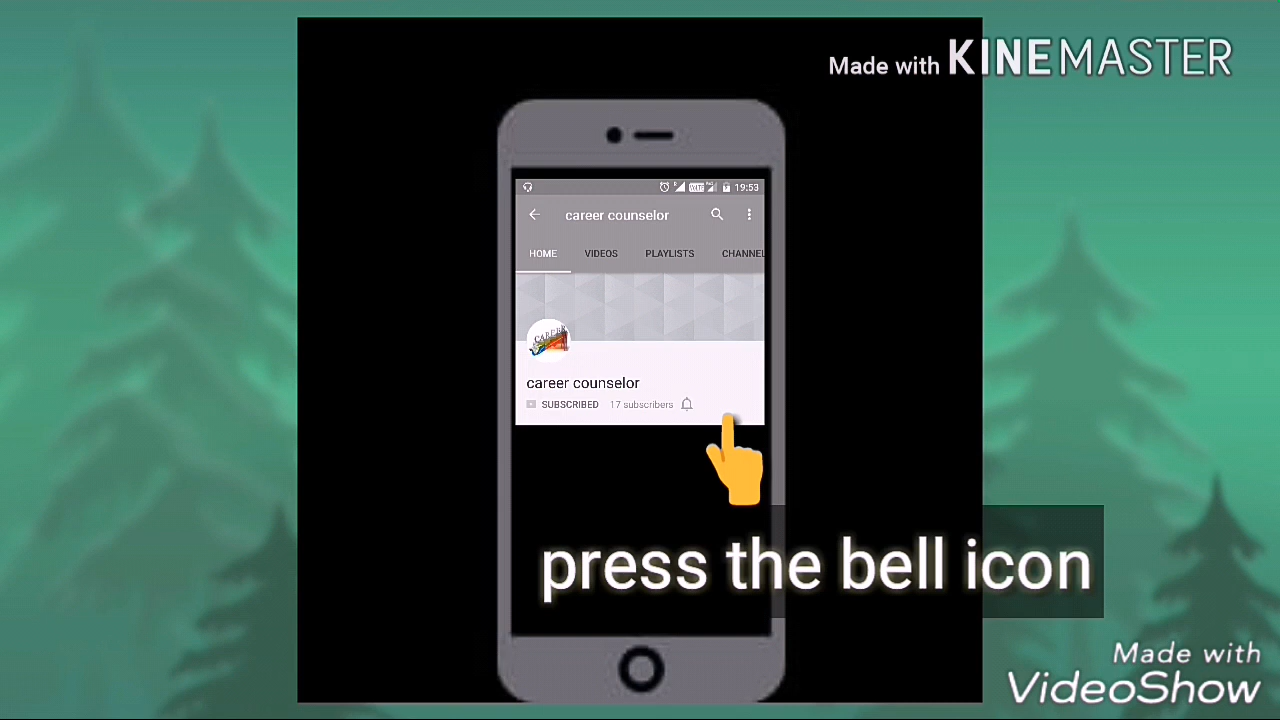 Made with KINEMASTER
19:53
career counselor
HOME VIDEOS PLAYLISTS CHANNEL
CAREER
career counselor
SUBSCRIBED 17 subscribers
press the bell icon
Made with
VideoShow